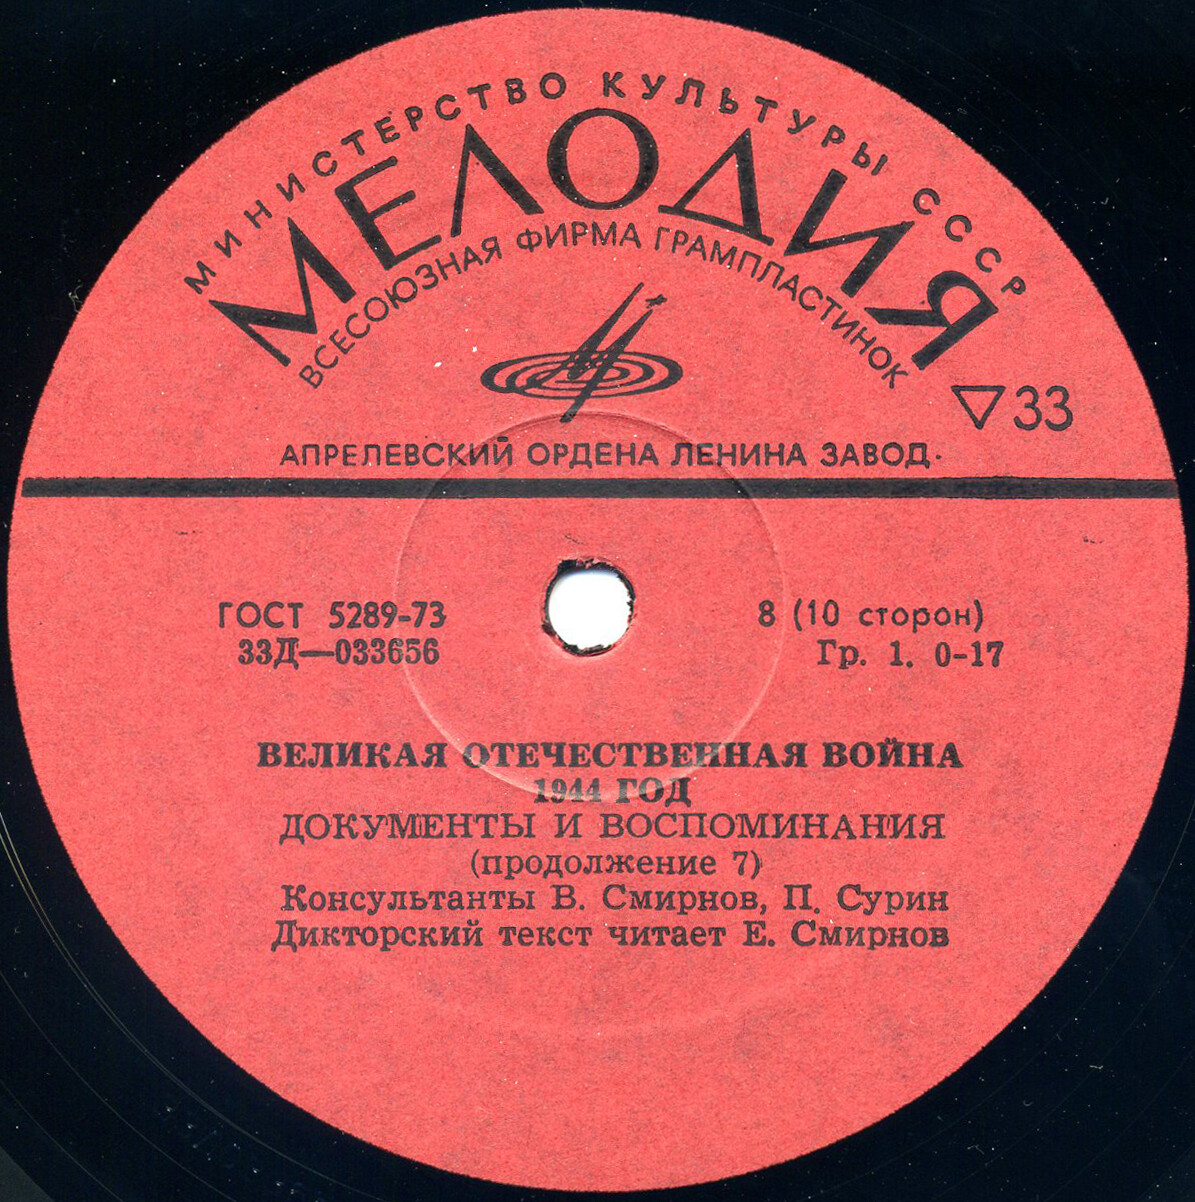 МИНИСТЕРСТВО КУЛЬТУРЫ СССР
МЕЛОДИЯ
ВСЕСОЮЗНАЯ ФИРМА ГРАМПЛАСТИНОК
33
АПРЕЛЕВСКИЙ ОРДЕНА ЛЕНИНА ЗАВОД
ГОСТ 5289-73
33Д—033656
8 (10 сторон)
Гр. 1. 0-17
ВЕЛИКАЯ ОТЕЧЕСТВЕННАЯ ВОЙНА
1944 ГОД
ДОКУМЕНТЫ И ВОСПОМИНАНИЯ
(продолжение 7)
Консультанты В. Смирнов, П. Сурин
Дикторский текст читает Е. Смирнов